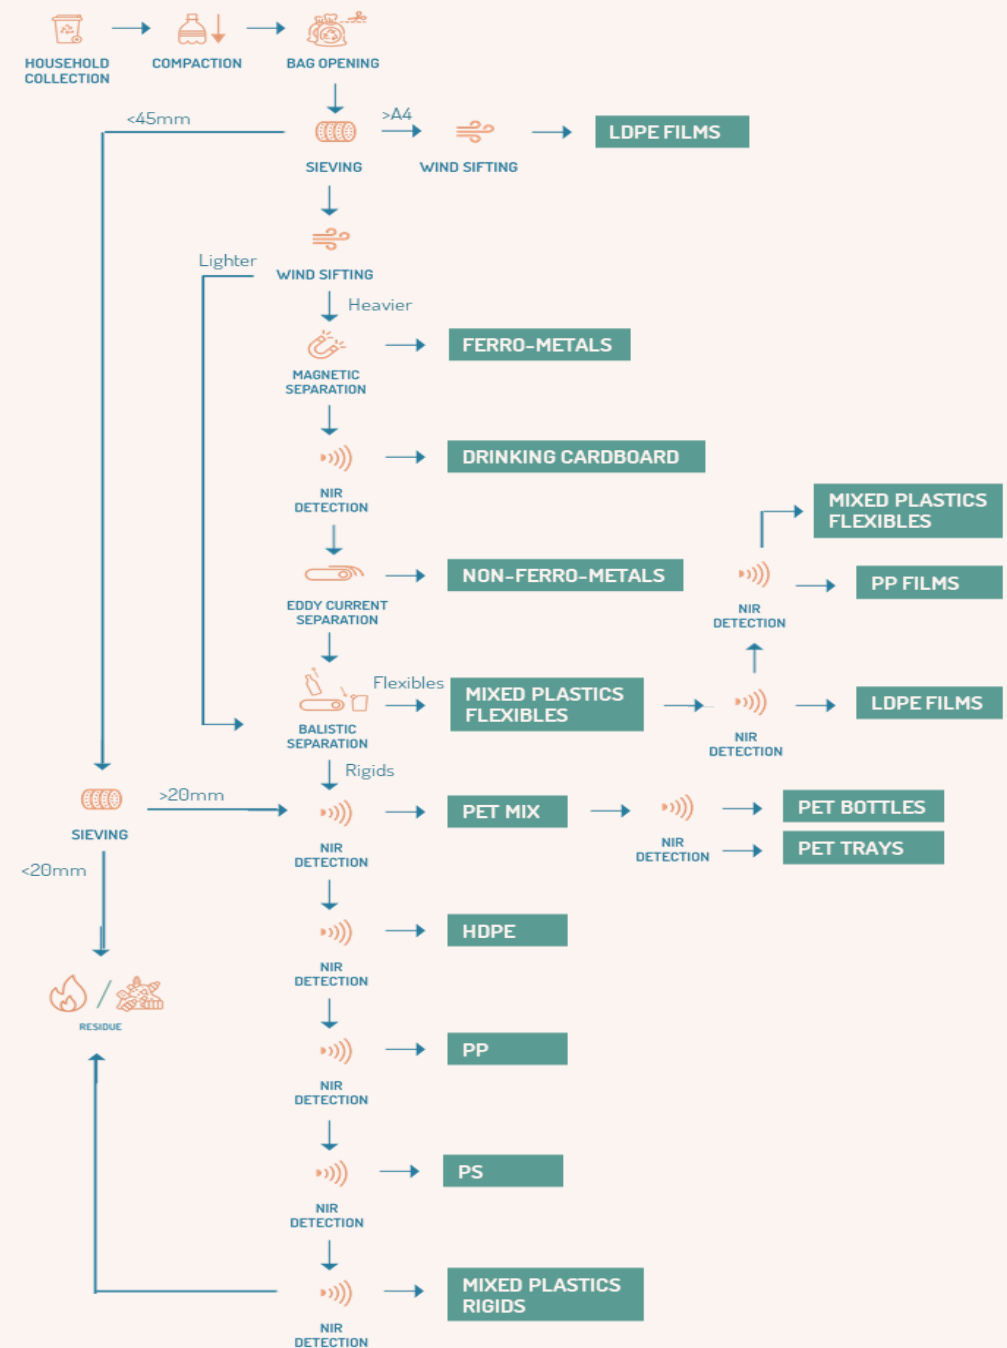 HOUSEHOLD
COLLECTION
COMPACTION
BAG OPENING
<45mm
>A4
SIEVING
WIND SIFTING
LDPE FILMS
Lighter
WIND SIFTING
Heavier
MAGNETIC
SEPARATION
FERRO-METALS
NIR
DETECTION
DRINKING CARDBOARD
EDDY CURRENT
SEPARATION
NON-FERRO-METALS
MIXED PLASTICS
FLEXIBLES
NIR
DETECTION
PP FILMS
BALISTIC
SEPARATION
Flexibles
MIXED PLASTICS
FLEXIBLES
NIR
DETECTION
LDPE FILMS
Rigids
SIEVING
>20mm
<20mm
NIR
DETECTION
PET MIX
NIR
DETECTION
PET BOTTLES
PET TRAYS
NIR
DETECTION
HDPE
RESIDUE
NIR
DETECTION
PP
NIR
DETECTION
PS
NIR
DETECTION
MIXED PLASTICS
RIGIDS